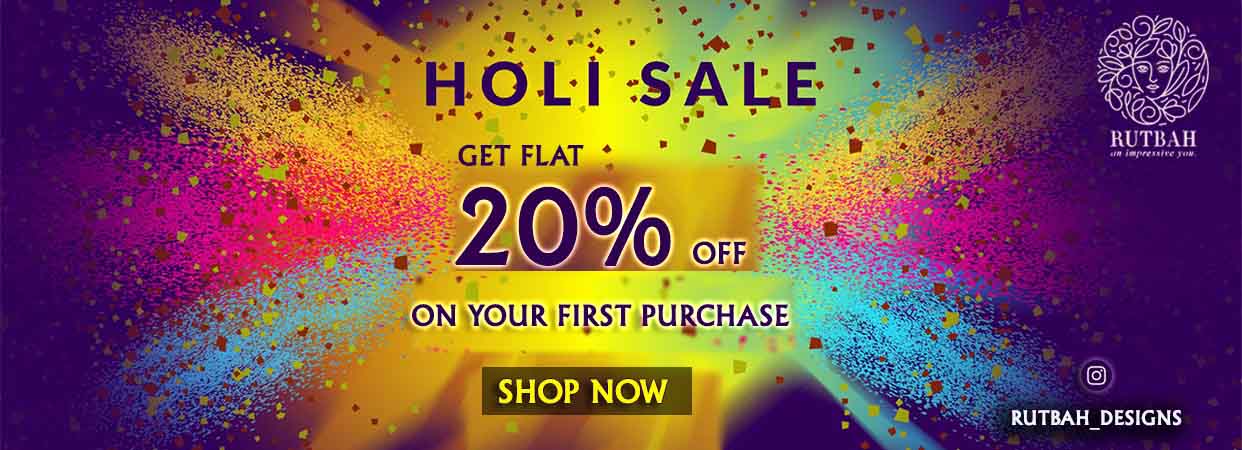 HOLI SALE
GET FLAT
20% OFF
ON YOUR FIRST PURCHASE
SHOP NOW
RUTBAH
an impressive you.
RUTBAH_DESIGNS